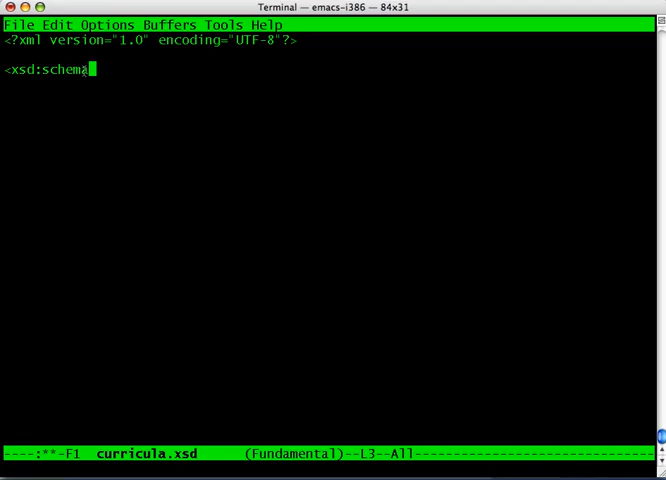 Terminal — emacs-i386 — 84x31
File Edit Options Buffers Tools Help
<?xml version="1.0" encoding="UTF-8"?>
<xsd:schema
----:**-F1  curricula.xsd      (Fundamental)--L3--All------------------------------